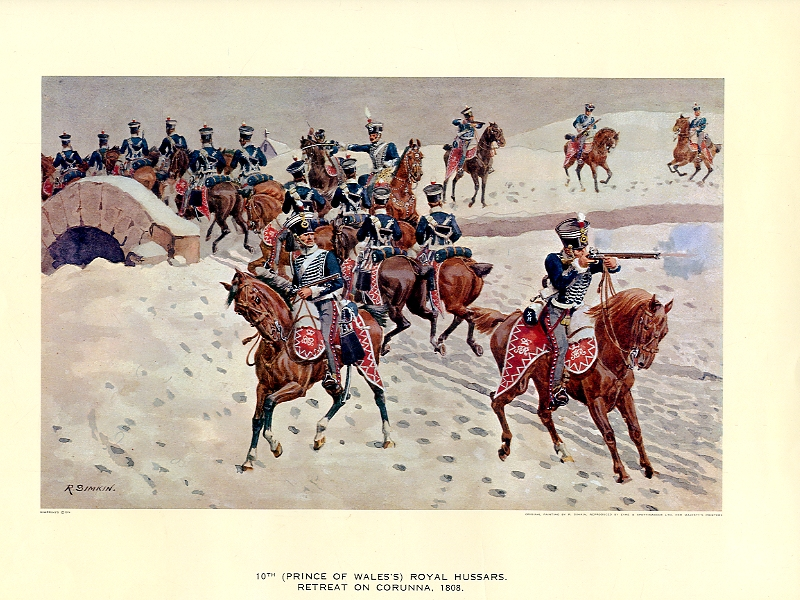 R. SIMKIN.
10TH (PRINCE OF WALES'S) ROYAL HUSSARS.
RETREAT ON CORUNNA, 1808.